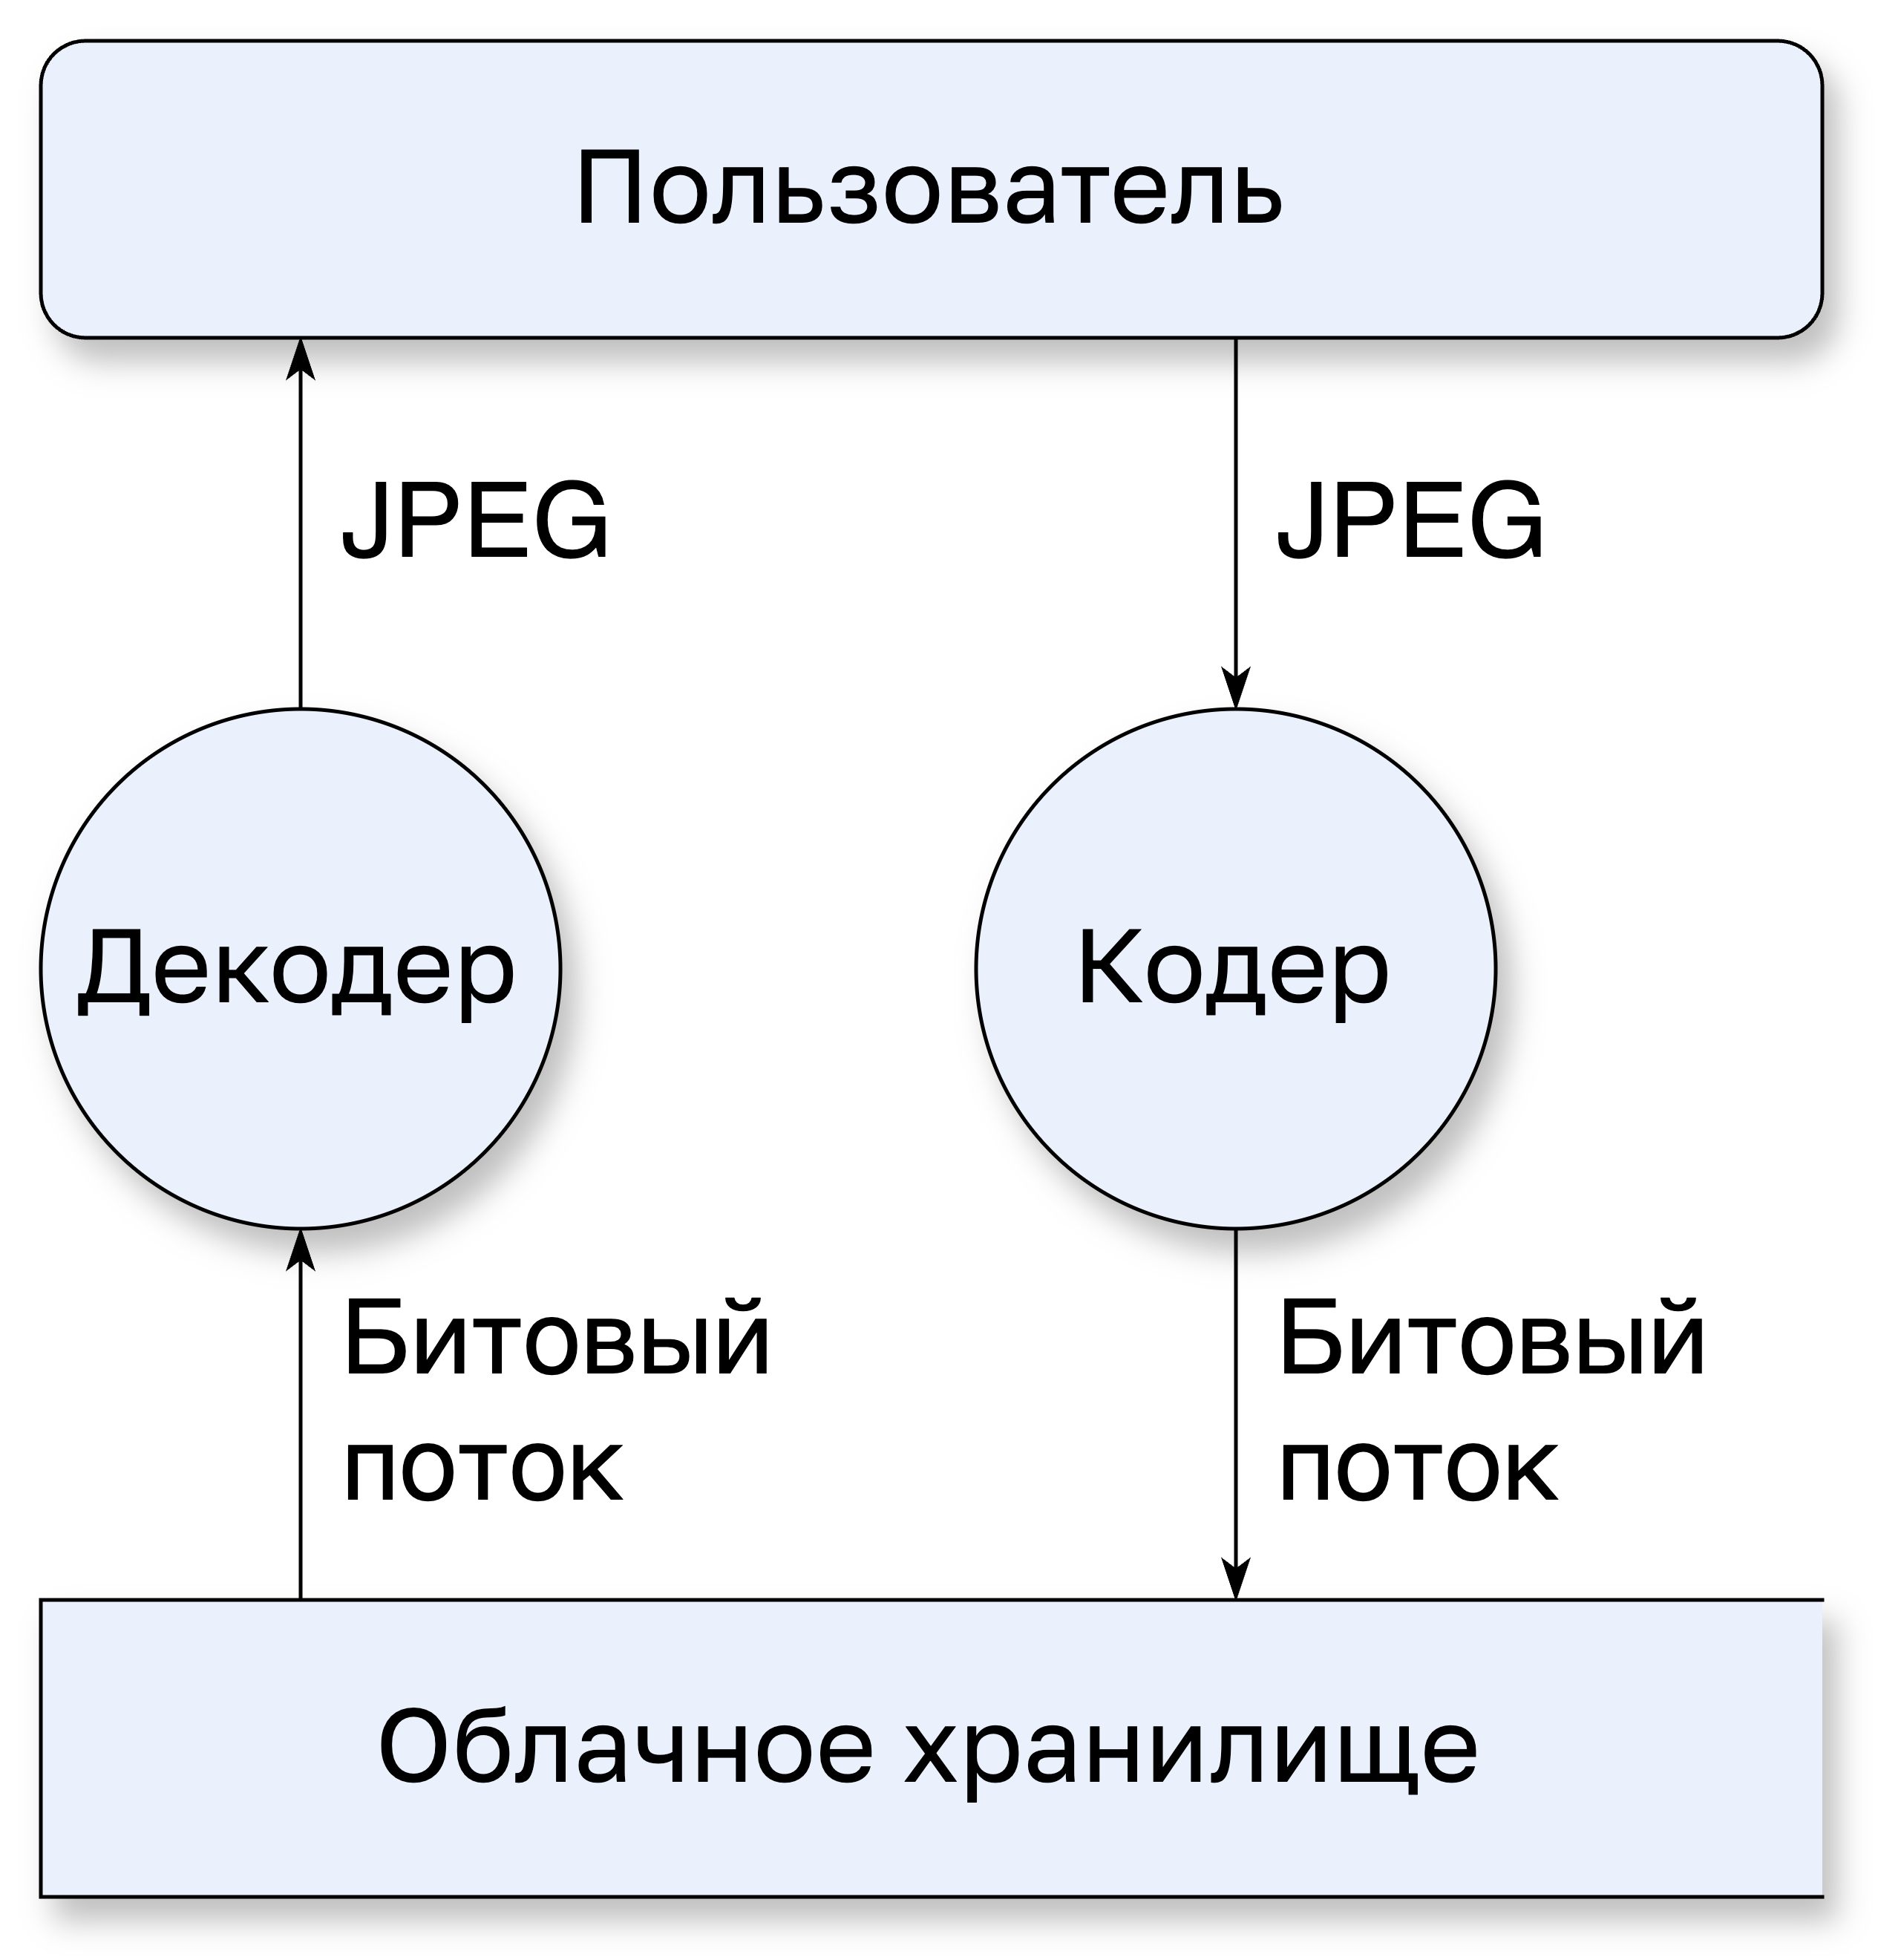 Пользователь
JPEG
JPEG
Декодер
Кодер
Битовый
поток
Битовый
поток
Облачное хранилище